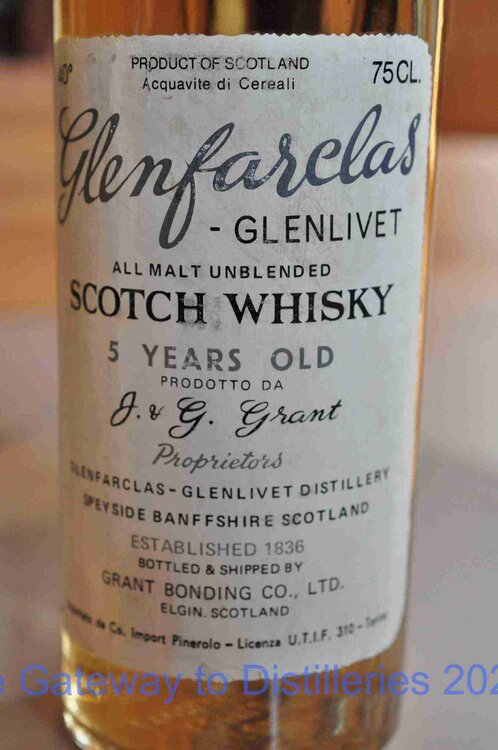 PRODUCT OF SCOTLAND
40° Acquavite di Cereali 75CL.
Glenfarclas
- GLENLIVET
ALL MALT UNBLENDED
SCOTCH WHISKY
5 YEARS OLD
PRODOTTO DA
J. & G. Grant
Proprietors
GLENFARCLAS-GLENLIVET DISTILLERY
SPEYSIDE BANFFSHIRE SCOTLAND
ESTABLISHED 1836
BOTTLED & SHIPPED BY
GRANT BONDING CO., LTD.
ELGIN. SCOTLAND
da Co. Import Pinerolo - Licenza U.T.I.F. 310 -
Gateway to Distilleries